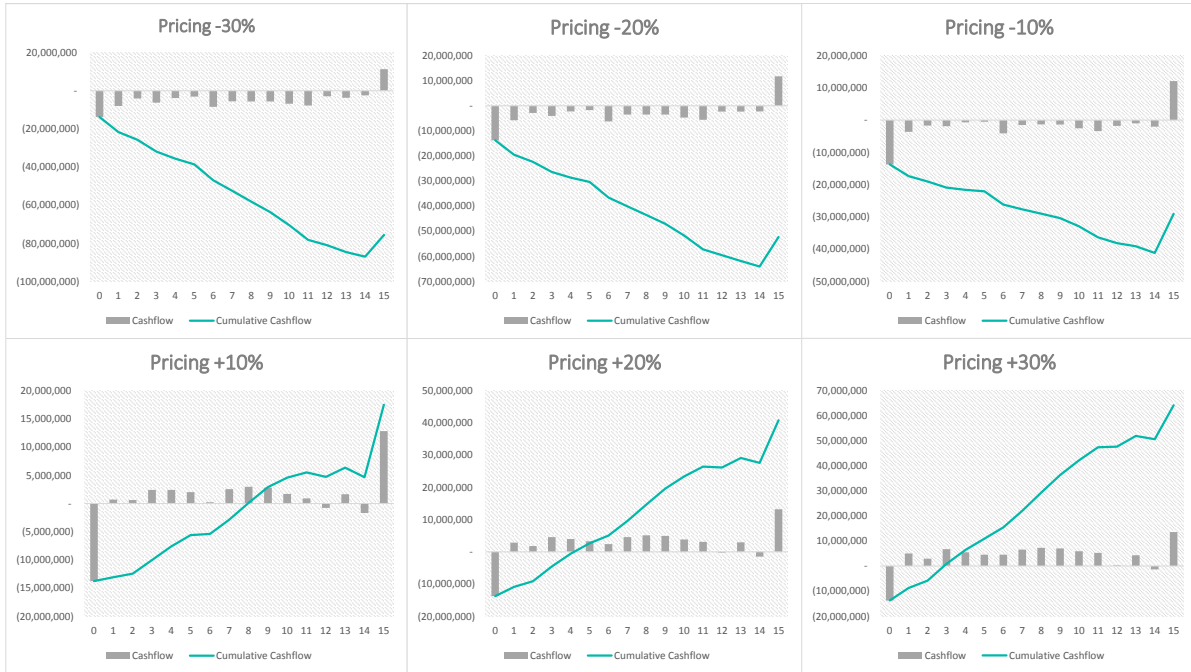 Pricing -30%
20,000,000
-
(20,000,000)
(40,000,000)
(60,000,000)
(80,000,000)
(100,000,000)
0 1 2 3 4 5 6 7 8 9 10 11 12 13 14 15
Cashflow Cumulative Cashflow
Pricing -20%
20,000,000
10,000,000
-
(10,000,000)
(20,000,000)
(30,000,000)
(40,000,000)
(50,000,000)
(60,000,000)
(70,000,000)
0 1 2 3 4 5 6 7 8 9 10 11 12 13 14 15
Cashflow Cumulative Cashflow
Pricing -10%
20,000,000
10,000,000
-
(10,000,000)
(20,000,000)
(30,000,000)
(40,000,000)
(50,000,000)
0 1 2 3 4 5 6 7 8 9 10 11 12 13 14 15
Cashflow Cumulative Cashflow
Pricing +10%
20,000,000
15,000,000
10,000,000
5,000,000
-
(5,000,000)
(10,000,000)
(15,000,000)
(20,000,000)
0 1 2 3 4 5 6 7 8 9 10 11 12 13 14 15
Cashflow Cumulative Cashflow
Pricing +20%
50,000,000
40,000,000
30,000,000
20,000,000
10,000,000
-
(10,000,000)
(20,000,000)
0 1 2 3 4 5 6 7 8 9 10 11 12 13 14 15
Cashflow Cumulative Cashflow
Pricing +30%
70,000,000
60,000,000
50,000,000
40,000,000
30,000,000
20,000,000
10,000,000
-
(10,000,000)
(20,000,000)
0 1 2 3 4 5 6 7 8 9 10 11 12 13 14 15
Cashflow Cumulative Cashflow